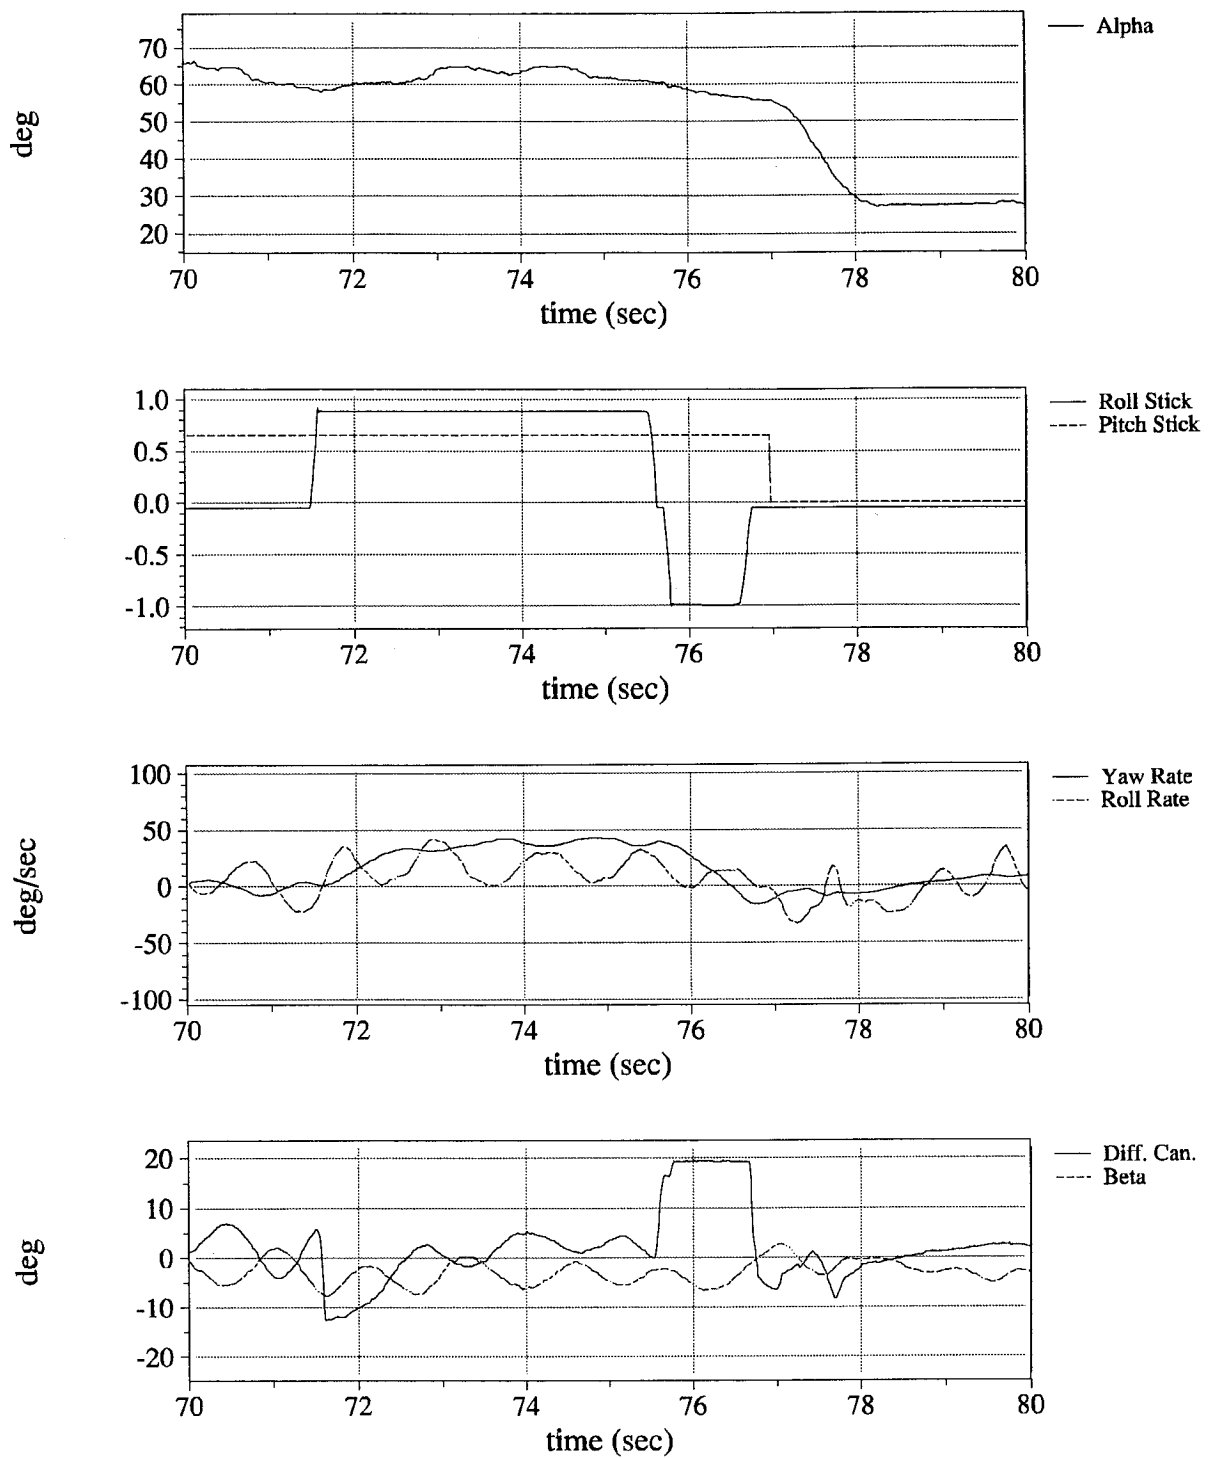 Alpha
70
60
50
40
30
20
deg
70 72 74 76 78 80
time (sec)
Roll Stick
Pitch Stick
1.0
0.5
0.0
-0.5
-1.0
70 72 74 76 78 80
time (sec)
Yaw Rate
Roll Rate
100
50
0
-50
-100
deg/sec
70 72 74 76 78 80
time (sec)
Diff. Can.
Beta
20
10
0
-10
-20
deg
70 72 74 76 78 80
time (sec)